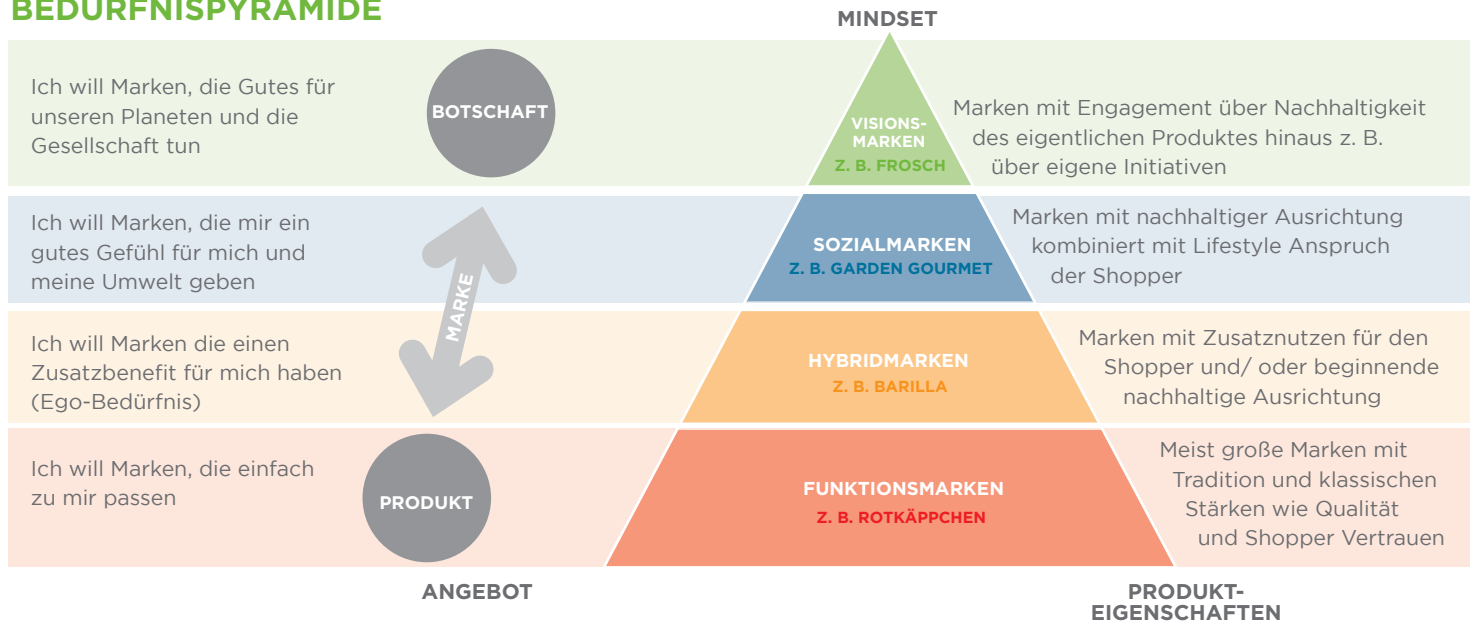 BEDÜRFNISPYRAMIDE
MINDSET
Ich will Marken, die Gutes für
unseren Planeten und die
Gesellschaft tun
BOTSCHAFT
VISIONS-
MARKEN
Z. B. FROSCH
Marken mit Engagement über Nachhaltigkeit
des eigentlichen Produktes hinaus z. B.
über eigene Initiativen
Ich will Marken, die mir ein
gutes Gefühl für mich und
meine Umwelt geben
MARKE
SOZIALMARKEN
Z. B. GARDEN GOURMET
Marken mit nachhaltiger Ausrichtung
kombiniert mit Lifestyle Anspruch
der Shopper
Ich will Marken die einen
Zusatzbenefit für mich haben
(Ego-Bedürfnis)
HYBRIDMARKEN
Z. B. BARILLA
Marken mit Zusatznutzen für den
Shopper und/ oder beginnende
nachhaltige Ausrichtung
Ich will Marken, die einfach
zu mir passen
PRODUKT
FUNKTIONSMARKEN
Z. B. ROTKÄPPCHEN
Meist große Marken mit
Tradition und klassischen
Stärken wie Qualität
und Shopper Vertrauen
ANGEBOT
PRODUKT-
EIGENSCHAFTEN